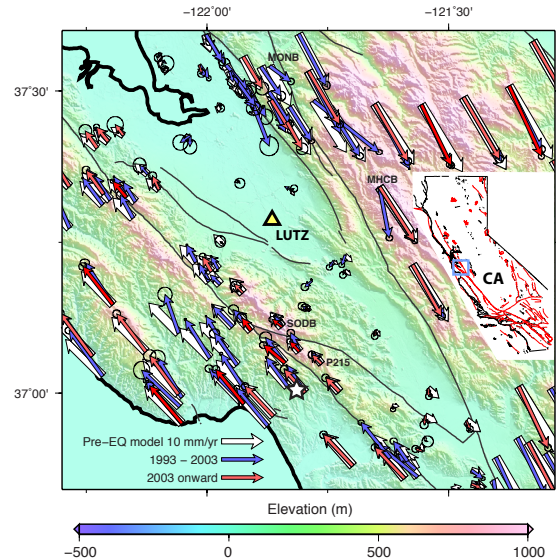 −122°00' −121°30'
37°30'
37°00'
MONB
MHCB
LUTZ
CA
SODB
P215
Pre−EQ model 10 mm/yr
1993 − 2003
2003 onward
Elevation (m)
−500 0 500 1000